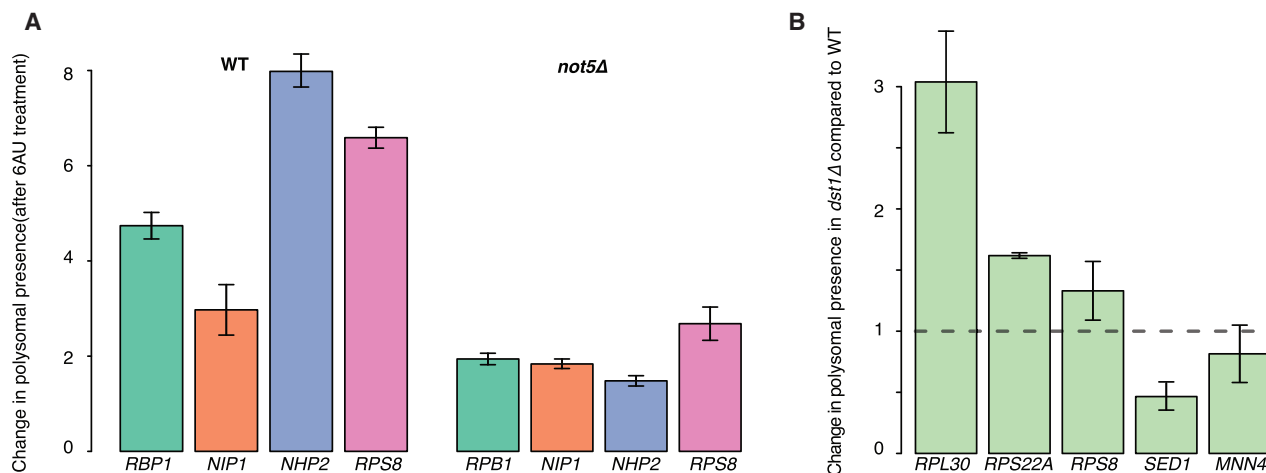 A
Change in polysomal presence(after 6AU treatment)
8
6
4
2
0
WT
not5Δ
RBP1 NIP1 NHP2 RPS8
RPB1 NIP1 NHP2 RPS8
B
Change in polysomal presence in dst1Δ compared to WT
3
2
1
0
RPL30 RPS22A RPS8 SED1 MNN4